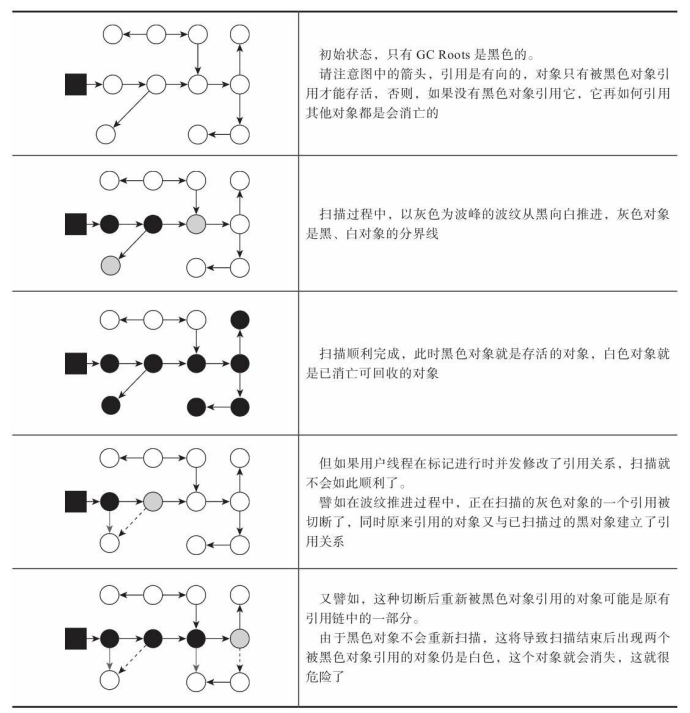 初始状态，只有 GC Roots 是黑色的。
请注意图中的箭头，引用是有向的，对象只有被黑色对象引
用才能存活，否则，如果没有黑色对象引用它，它再如何引用
其他对象都是会消亡的
扫描过程中，以灰色为波峰的波纹从黑向白推进，灰色对象
是黑、白对象的分界线
扫描顺利完成，此时黑色对象就是存活的对象，白色对象就
是已消亡可回收的对象
但如果用户线程在标记进行时并发修改了引用关系，扫描就
不会如此顺利了。
譬如在波纹推进过程中，正在扫描的灰色对象的一个引用被
切断了，同时原来引用的对象又与已扫描过的黑对象建立了引
用关系
又譬如，这种切断后重新被黑色对象引用的对象可能是原有
引用链中的一部分。
由于黑色对象不会重新扫描，这将导致扫描结束后出现两个
被黑色对象引用的对象仍是白色，这个对象就会消失，这就很
危险了